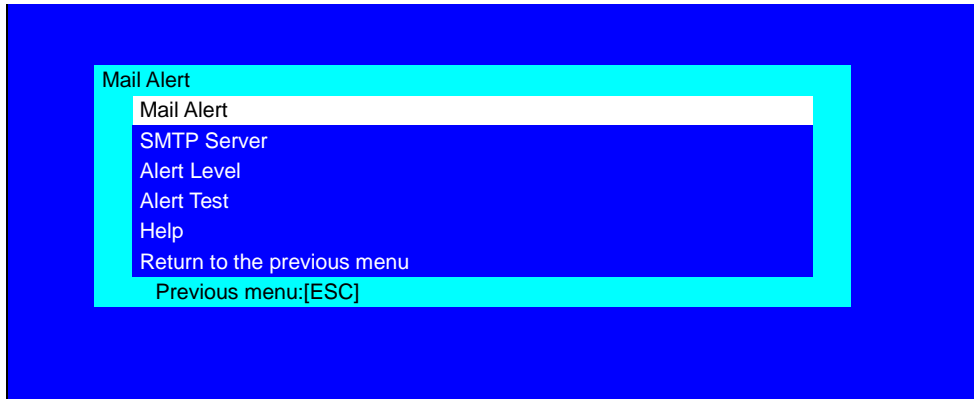 Mail Alert
Mail Alert
SMTP Server
Alert Level
Alert Test
Help
Return to the previous menu
Previous menu:[ESC]